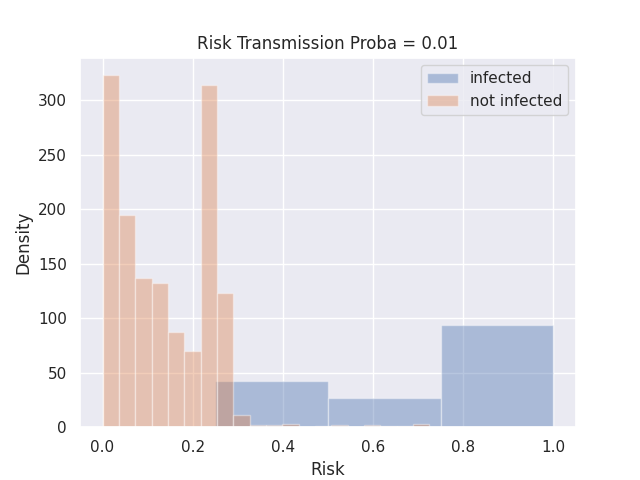 Risk Transmission Proba = 0.01
infected
not infected
300
250
200
150
100
50
0
Density
0.0 0.2 0.4 0.6 0.8 1.0
Risk